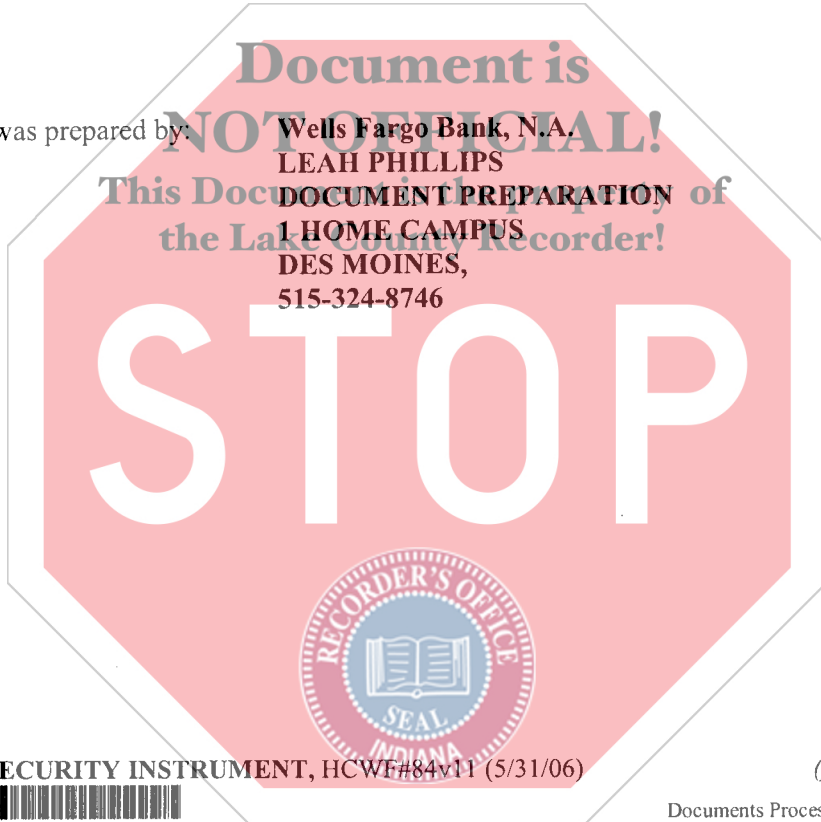 Document is
was prepared by: Wells Fargo Bank, N.A.
NOT OFFICIAL!
LEAH PHILLIPS
This Document is the property of
DOCUMENT PREPARATION
1 HOME CAMPUS
the Lake County Recorder!
DES MOINES,
515-324-8746
STOP
RECORDER'S OFFICE
SEAL
INDIANA
ECURITY INSTRUMENT, HCWF#84v11 (5/31/06) (
Documents Proces